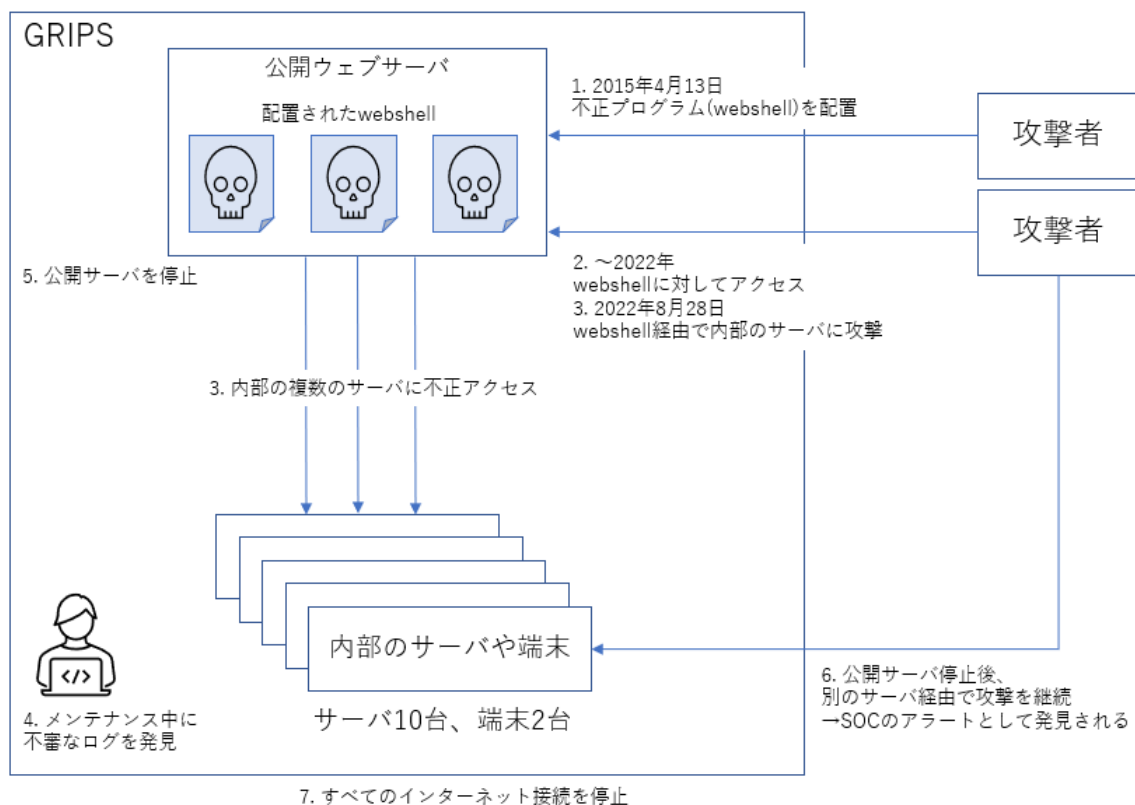 GRIPS
公開ウェブサーバ
配置されたwebshell
1. 2015年4月13日
不正プログラム(webshell)を配置
攻撃者
攻撃者
2. ～2022年
webshellに対してアクセス
3. 2022年8月28日
webshell経由で内部のサーバに攻撃
5. 公開サーバを停止
3. 内部の複数のサーバに不正アクセス
内部のサーバや端末
サーバ10台、端末2台
4. メンテナンス中に
不審なログを発見
6. 公開サーバ停止後、
別のサーバ経由で攻撃を継続
→SOCのアラートとして発見される
7. すべてのインターネット接続を停止